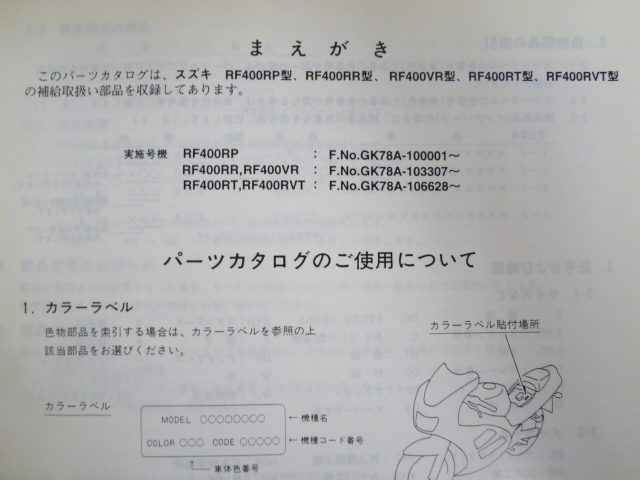 まえがき
このパーツカタログは、スズキ RF400RP型、RF400RR型、RF400VR型、RF400RT型、RF400RVT型
の補給取扱い部品を収録してあります。
実施号機 RF400RP : F.No.GK78A-100001～
RF400RR,RF400VR : F.No.GK78A-103307～
RF400RT,RF400RVT : F.No.GK78A-106628～
パーツカタログのご使用について
1. カラーラベル
色物部品を索引する場合は、カラーラベルを参照の上
該当部品をお選びください。
カラーラベル貼付場所
カラーラベル
MODEL ○○○○○○○○ ←機種名
COLOR ○○○ CODE ○○○○○ ←機種コード番号
↑車体色番号